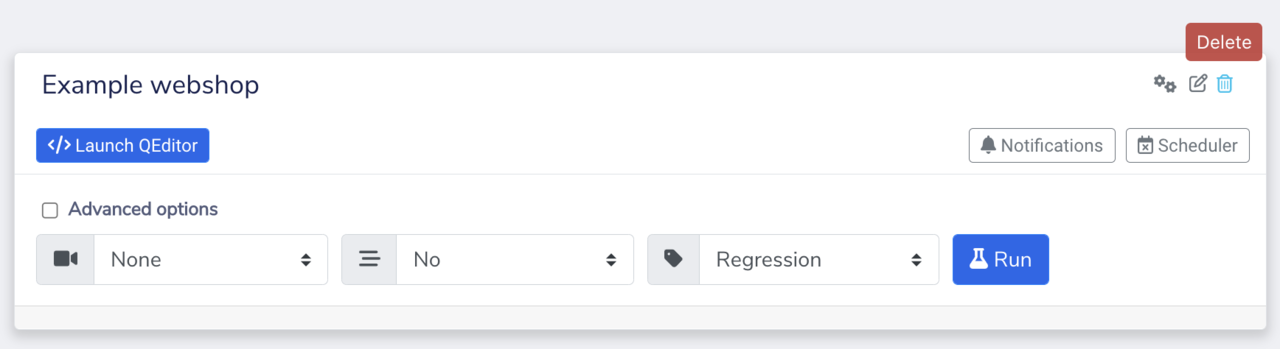 Delete
Example webshop
Launch QEditor
Notifications
Scheduler
Advanced options
None
No
Regression
Run